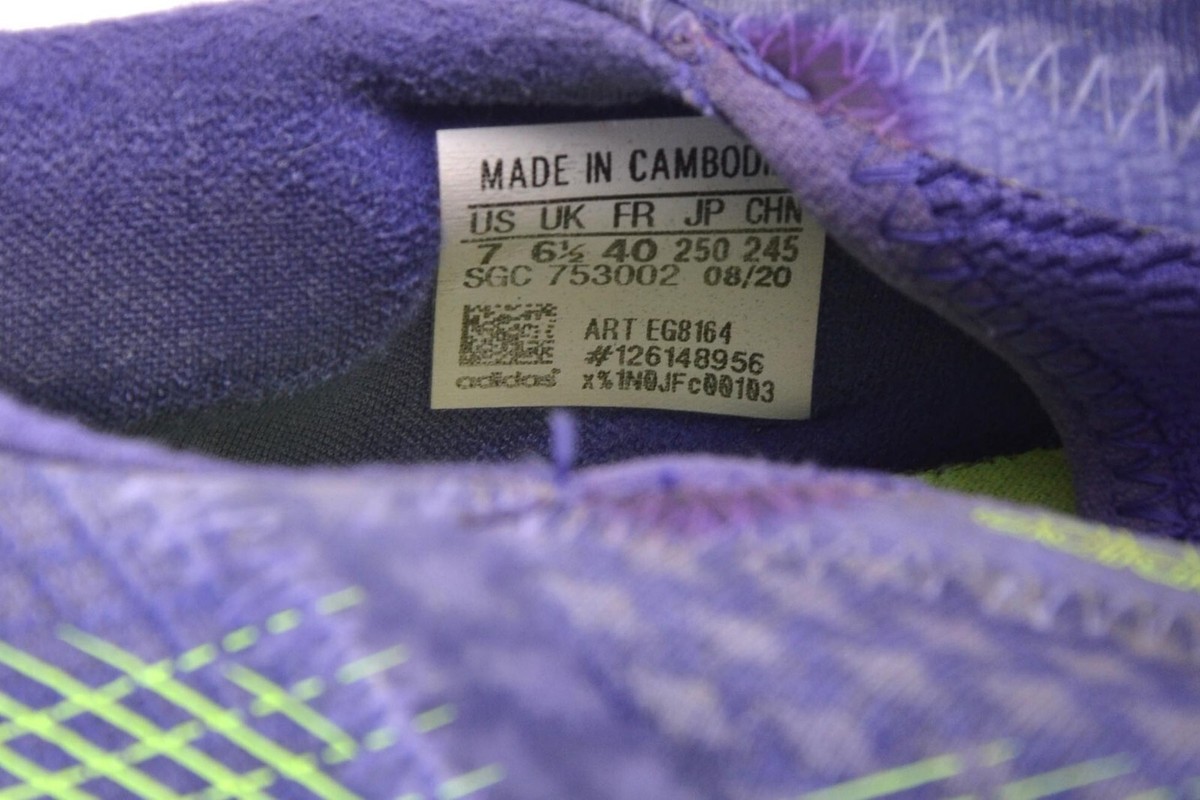 MADE IN CAMBODI
US UK FR JP CHN
7 6½ 40 250 245
SGC 753002 08/20
ART EG8164
#126148956
adidas x%1N0JFc00103